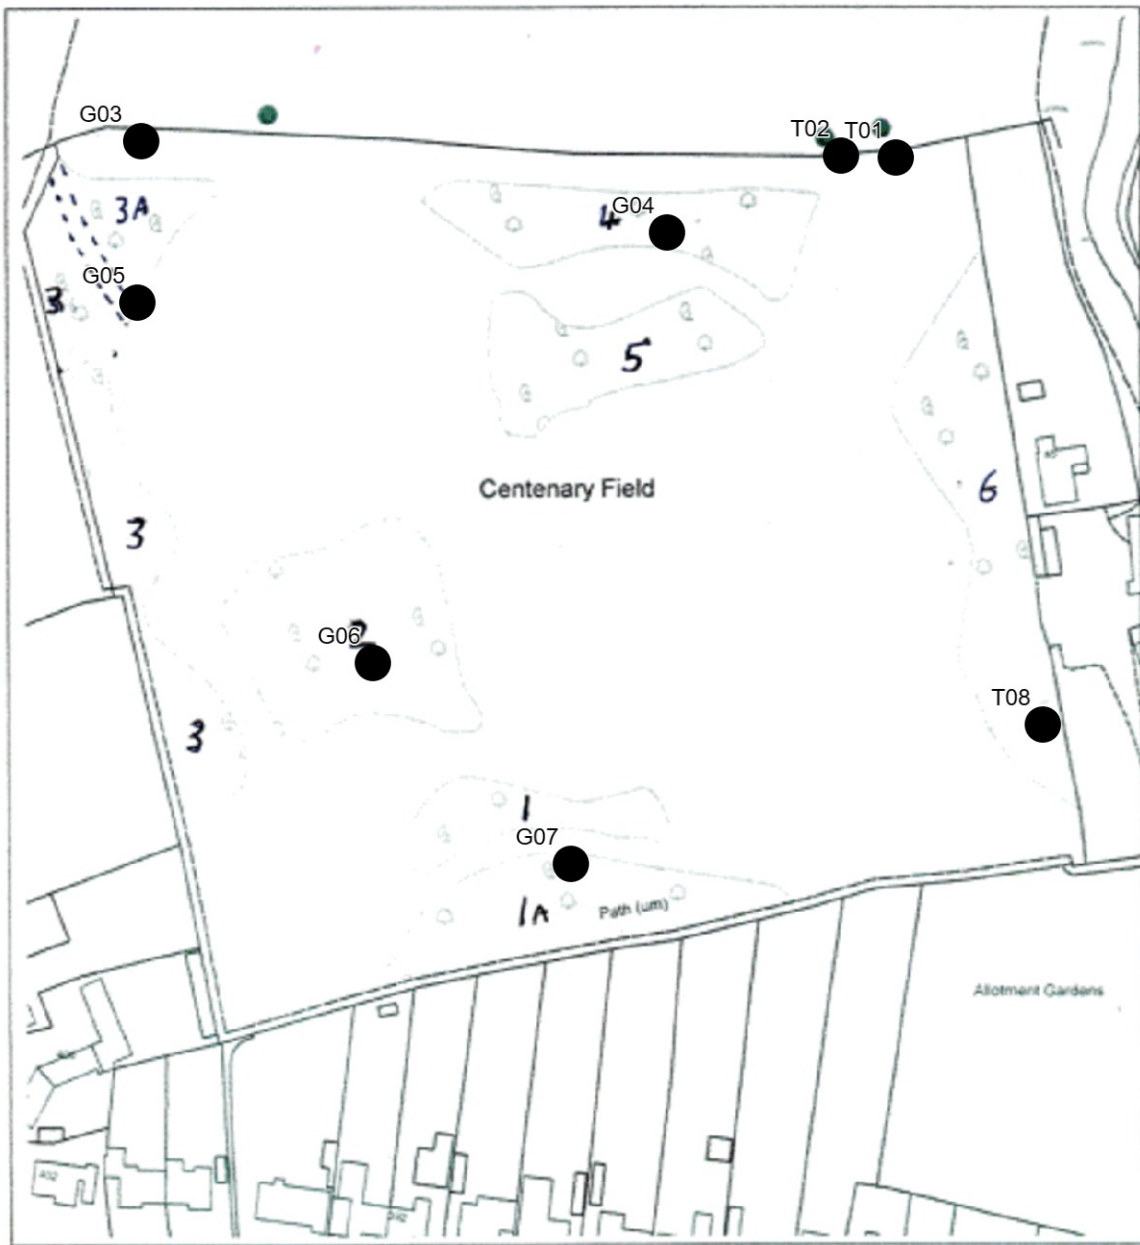 G03
T02 T01
3A
4 G04
G05
3
5
Centenary Field
6
3
2
G06
T08
3
1
G07
1A Path (um)
Allotment Gardens